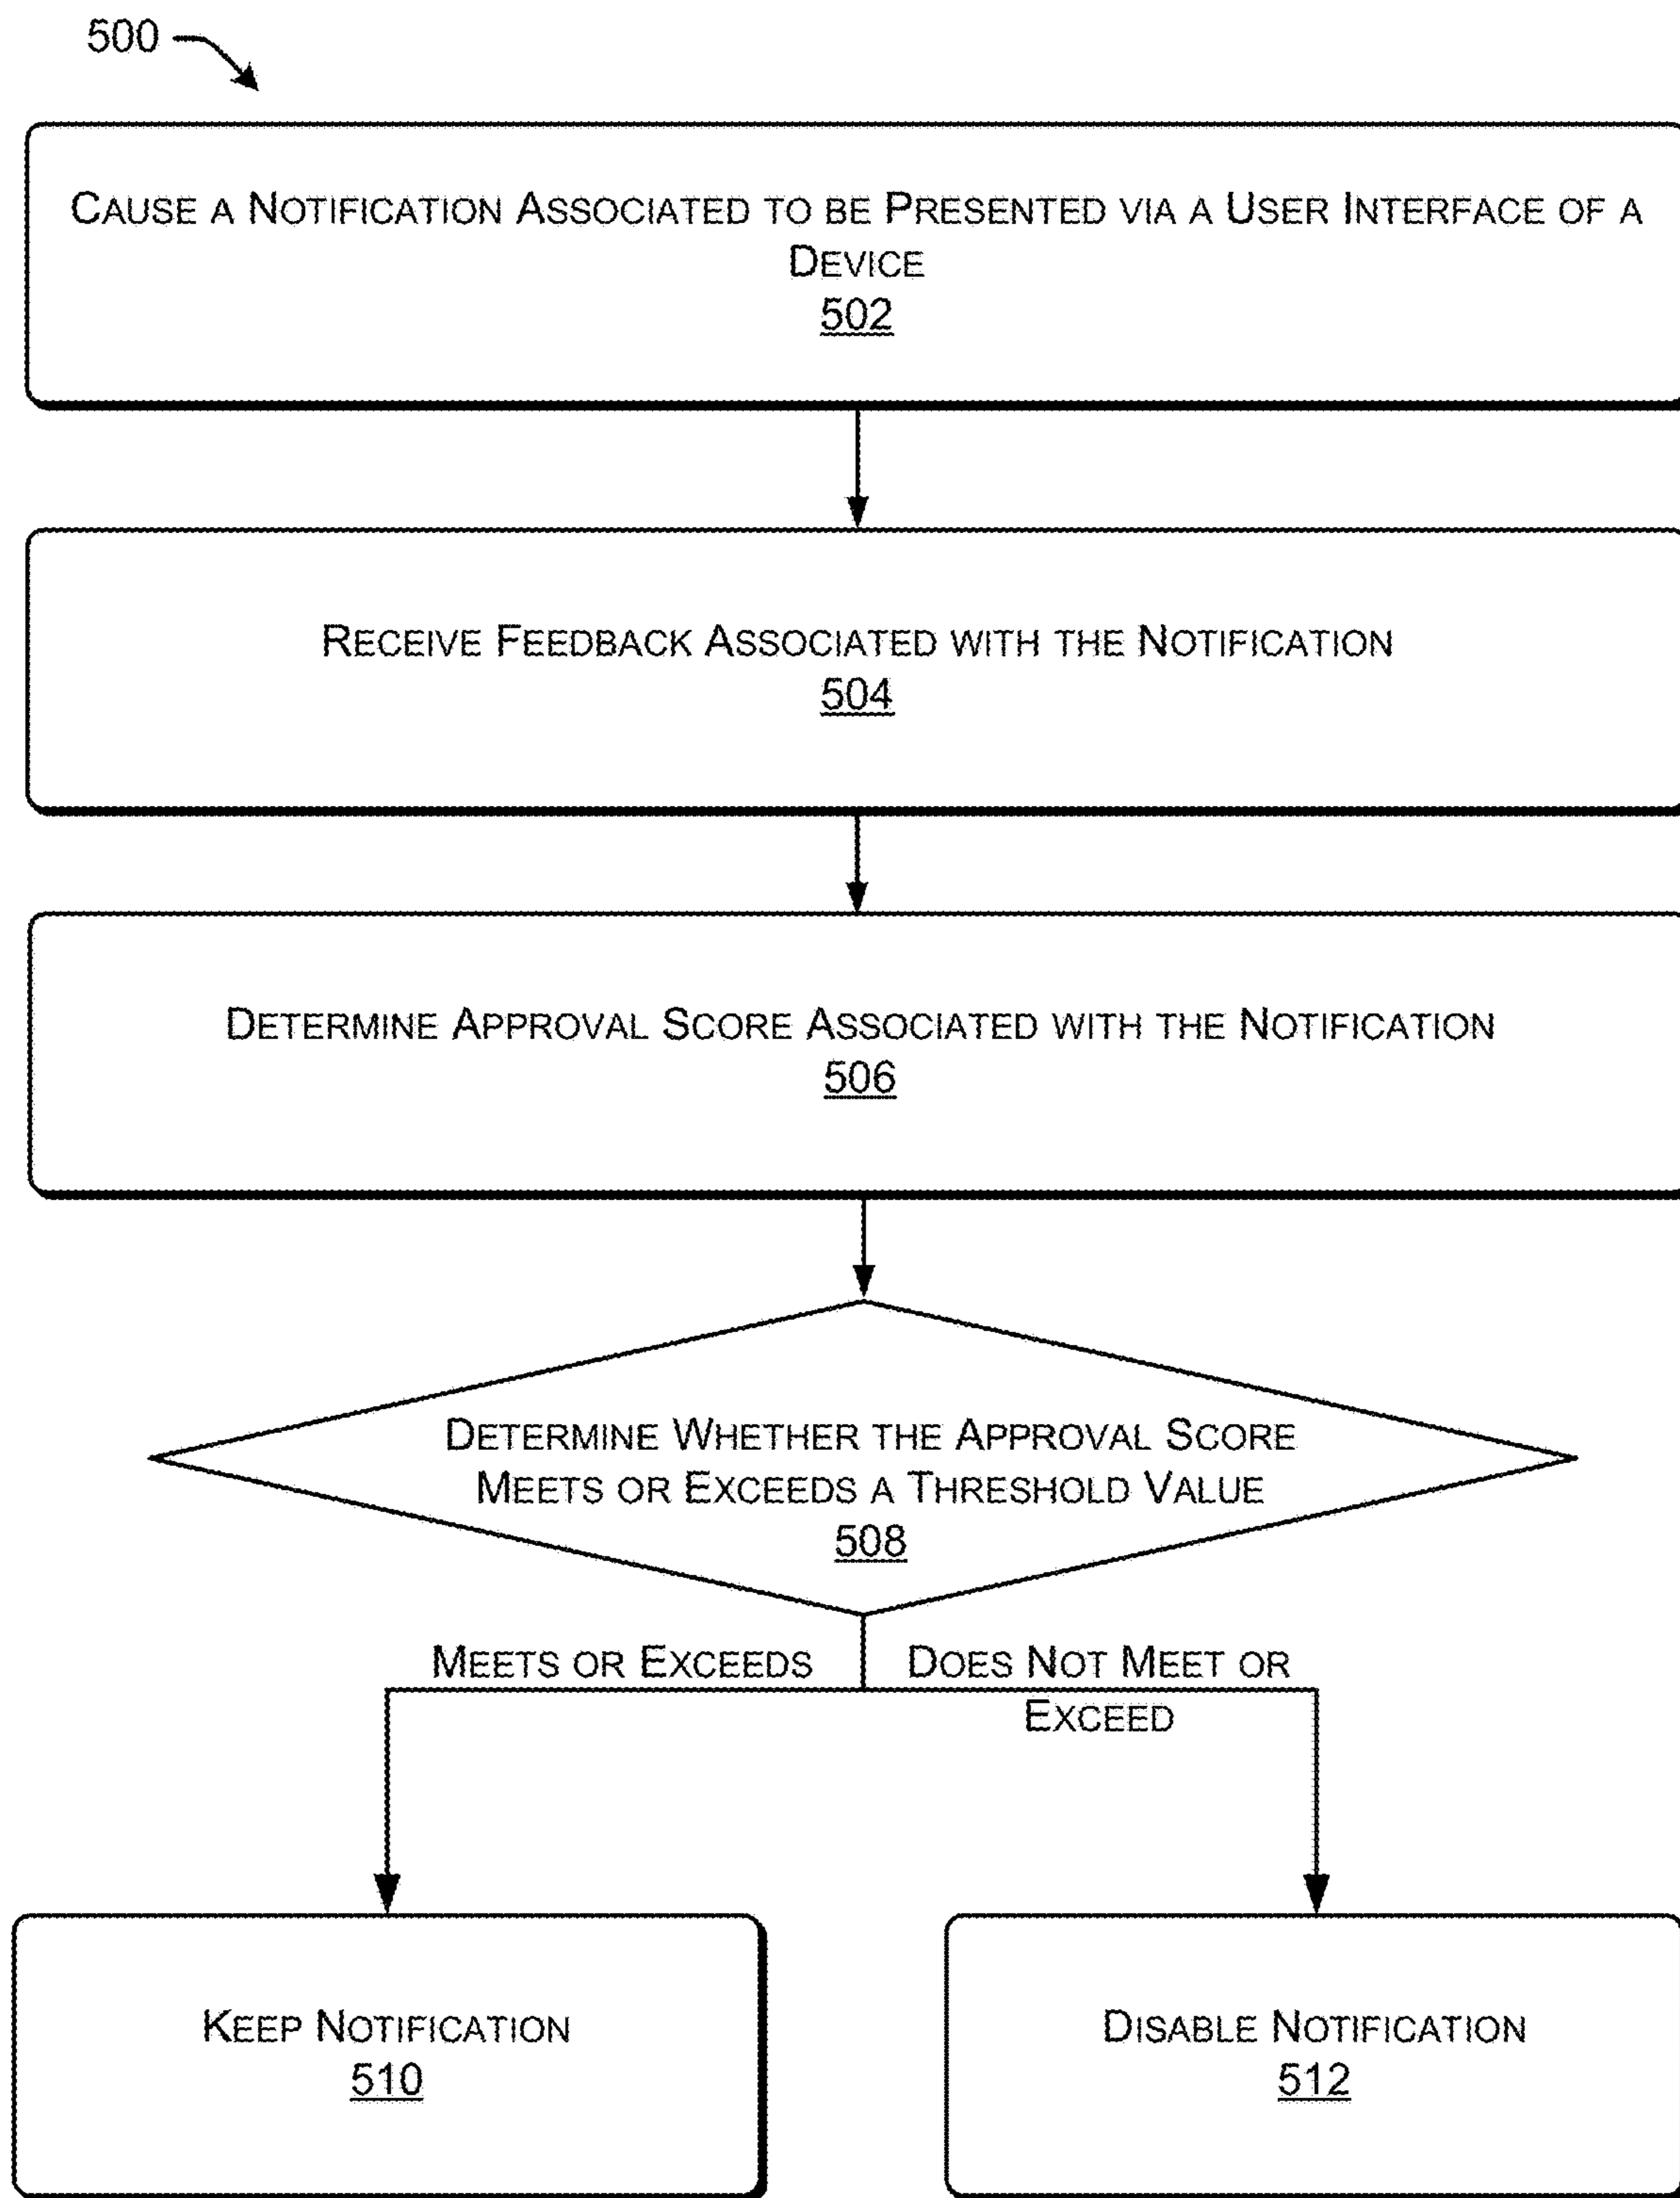 500
CAUSE A NOTIFICATION ASSOCIATED TO BE PRESENTED VIA A USER INTERFACE OF A
DEVICE
502
RECEIVE FEEDBACK ASSOCIATED WITH THE NOTIFICATION
504
DETERMINE APPROVAL SCORE ASSOCIATED WITH THE NOTIFICATION
506
DETERMINE WHETHER THE APPROVAL SCORE
MEETS OR EXCEEDS A THRESHOLD VALUE
508
MEETS OR EXCEEDS
DOES NOT MEET OR
EXCEED
KEEP NOTIFICATION
510
DISABLE NOTIFICATION
512